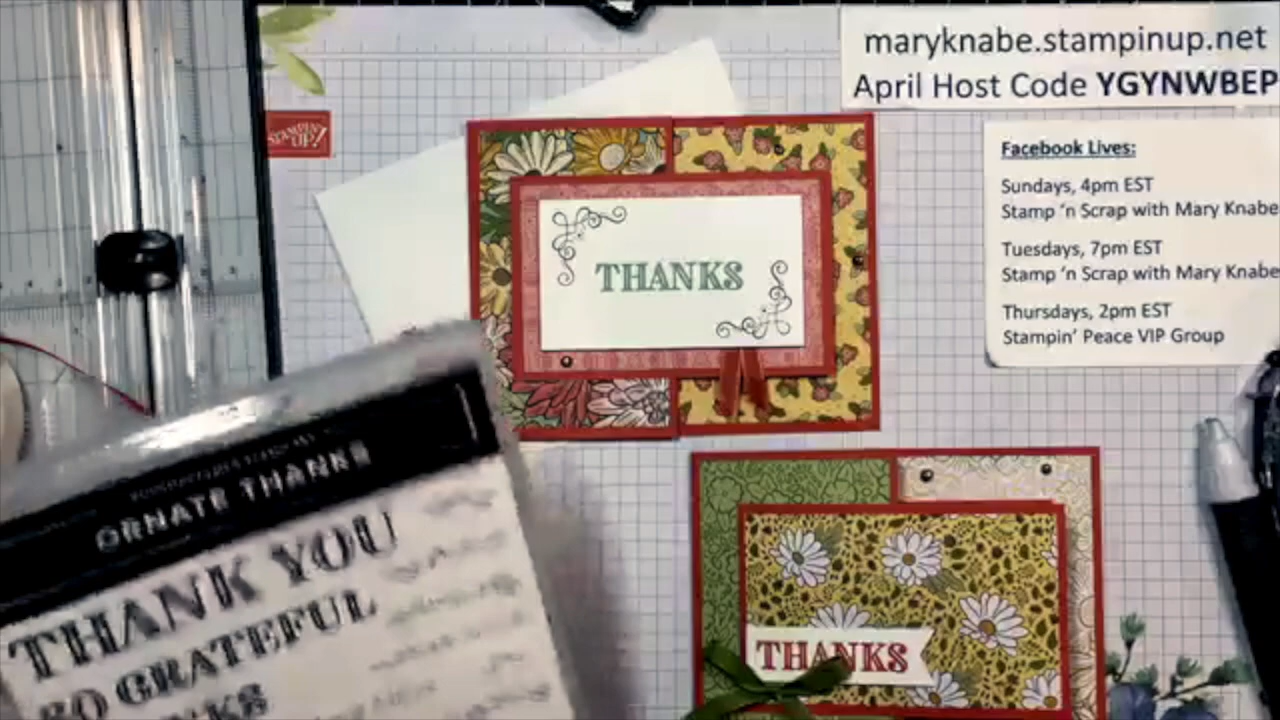 maryknabe.stampinup.net
April Host Code YGYNWBEP
STAMPIN' UP!
Facebook Lives:
Sundays, 4pm EST
Stamp 'n Scrap with Mary Knabe
Tuesdays, 7pm EST
Stamp 'n Scrap with Mary Knabe
Thursdays, 2pm EST
Stampin' Peace VIP Group
THANKS
ORNATE THANKS
THANK YOU
SO GRATEFUL
THANKS